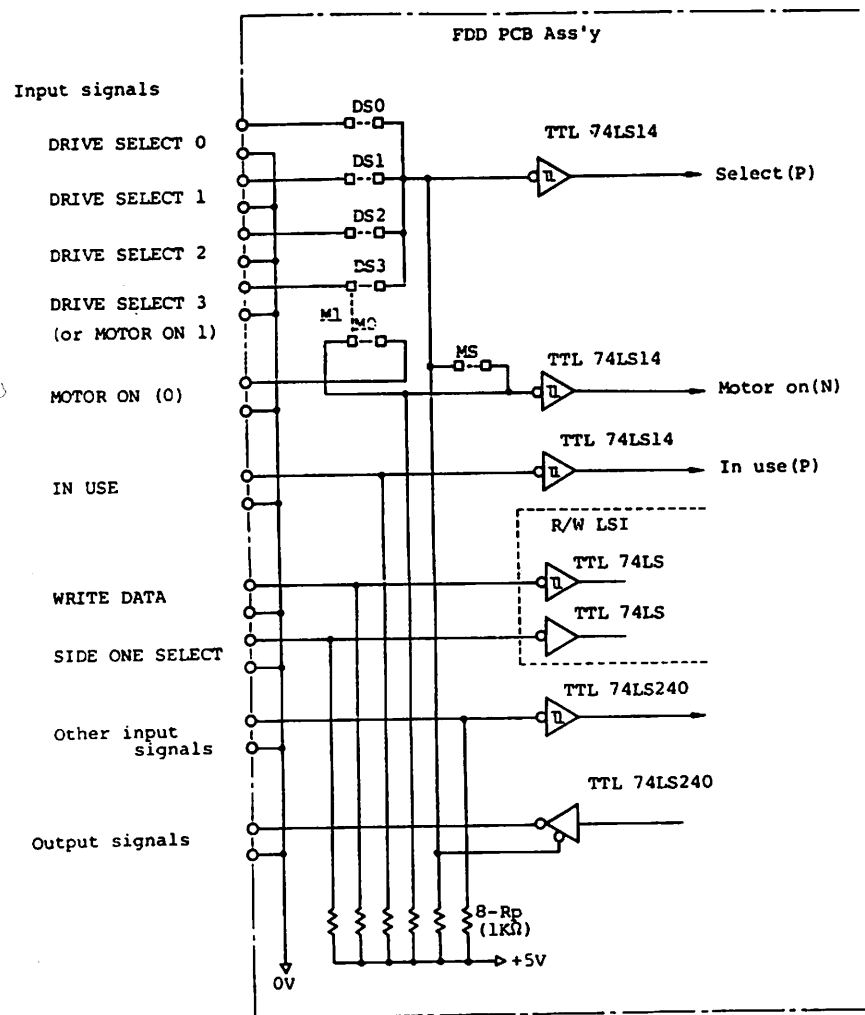 FDD PCB Ass'y
Input signals
DS0
TTL 74LS14
DRIVE SELECT 0
DS1
Select(P)
DRIVE SELECT 1
DS2
DRIVE SELECT 2
DS3
DRIVE SELECT 3
(or MOTOR ON 1)
M1
M0
MS
TTL 74LS14
MOTOR ON (0)
Motor on(N)
TTL 74LS14
In use(P)
IN USE
R/W LSI
TTL 74LS
WRITE DATA
TTL 74LS
SIDE ONE SELECT
TTL 74LS240
Other input
signals
TTL 74LS240
Output signals
8-Rp
(1KΩ)
+5V
0V